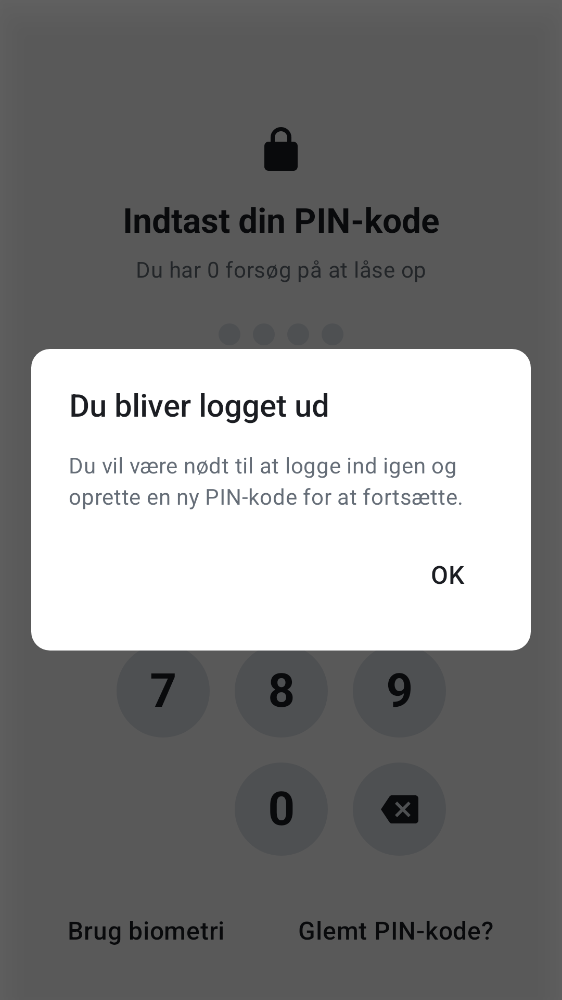 Indtast din PIN-kode
Du har 0 forsøg på at låse op
Du bliver logget ud
Du vil være nødt til at logge ind igen og
oprette en ny PIN-kode for at fortsætte.
OK
7 8 9
0
Brug biometri Glemt PIN-kode?